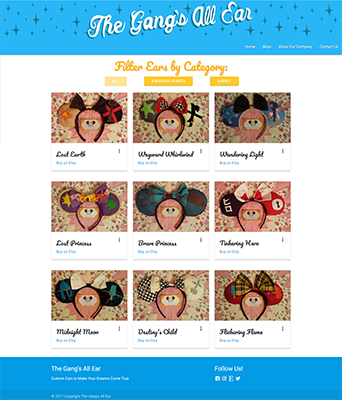 The Gang's All Ear
Home Shop About Our Company Contact Us
Filter Ears by Category:
ALL KINGDOM HEARTS DISNEY
Lost Earth
Buy on Etsy
Wayward Whirlwind
Buy on Etsy
Wandering Light
Buy on Etsy
Lost Princess
Buy on Etsy
Brave Princess
Buy on Etsy
Tinkering Hero
Buy on Etsy
Midnight Moon
Buy on Etsy
Destiny's Child
Buy on Etsy
Flickering Flame
Buy on Etsy
The Gang's All Ear
Custom Ears to Make Your Dreams Come True
Follow Us!
© 2017 Copyright The Gang's All Ear